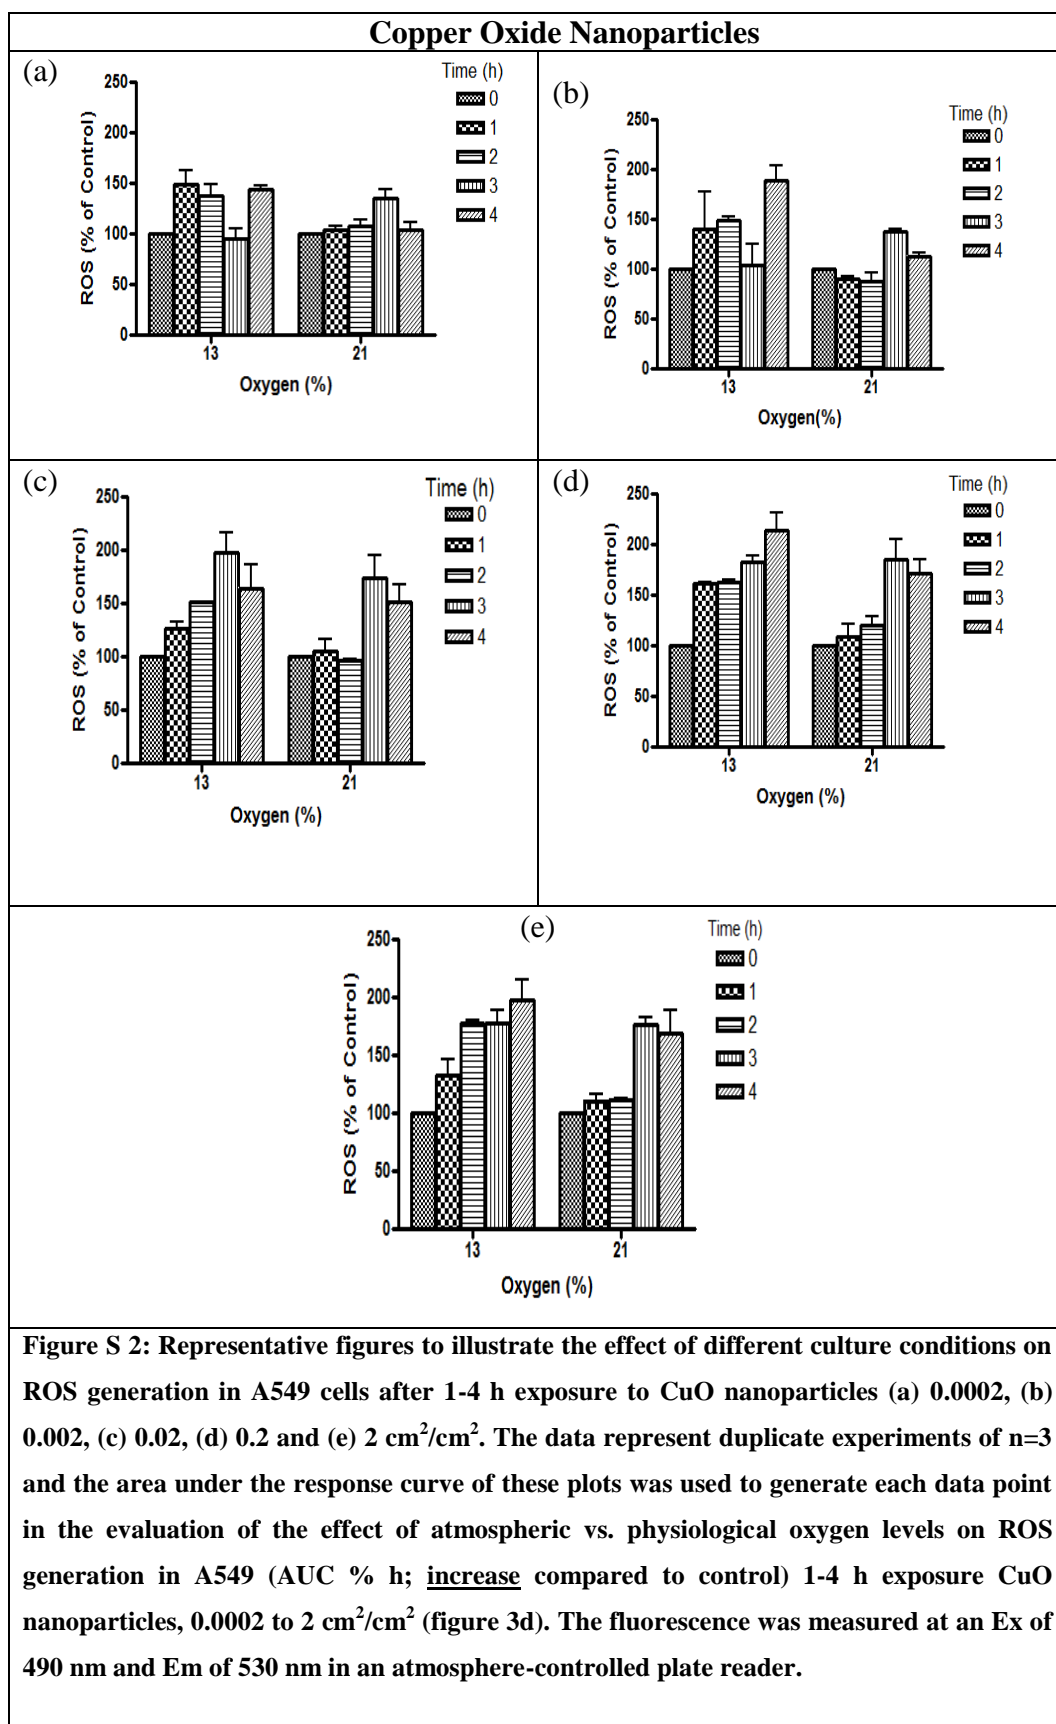 Copper Oxide Nanoparticles
(a)
Time (h)
0
1
2
3
4
ROS (% of Control)
250
200
150
100
50
0
13
21
Oxygen (%)
(b)
Time (h)
0
1
2
3
4
ROS (% of Control)
250
200
150
100
50
0
13
21
Oxygen(%)
(c)
Time (h)
0
1
2
3
4
ROS (% of Control)
250
200
150
100
50
0
13
21
Oxygen (%)
(d)
Time (h)
0
1
2
3
4
ROS (% of Control)
250
200
150
100
50
0
13
21
Oxygen (%)
(e)
Time (h)
0
1
2
3
4
ROS (% of Control)
250
200
150
100
50
0
13
21
Oxygen (%)
Figure S 2: Representative figures to illustrate the effect of different culture conditions on
ROS generation in A549 cells after 1-4 h exposure to CuO nanoparticles (a) 0.0002, (b)
0.002, (c) 0.02, (d) 0.2 and (e) 2 cm²/cm². The data represent duplicate experiments of n=3
and the area under the response curve of these plots was used to generate each data point
in the evaluation of the effect of atmospheric vs. physiological oxygen levels on ROS
generation in A549 (AUC % h; increase compared to control) 1-4 h exposure CuO
nanoparticles, 0.0002 to 2 cm²/cm² (figure 3d). The fluorescence was measured at an Ex of
490 nm and Em of 530 nm in an atmosphere-controlled plate reader.